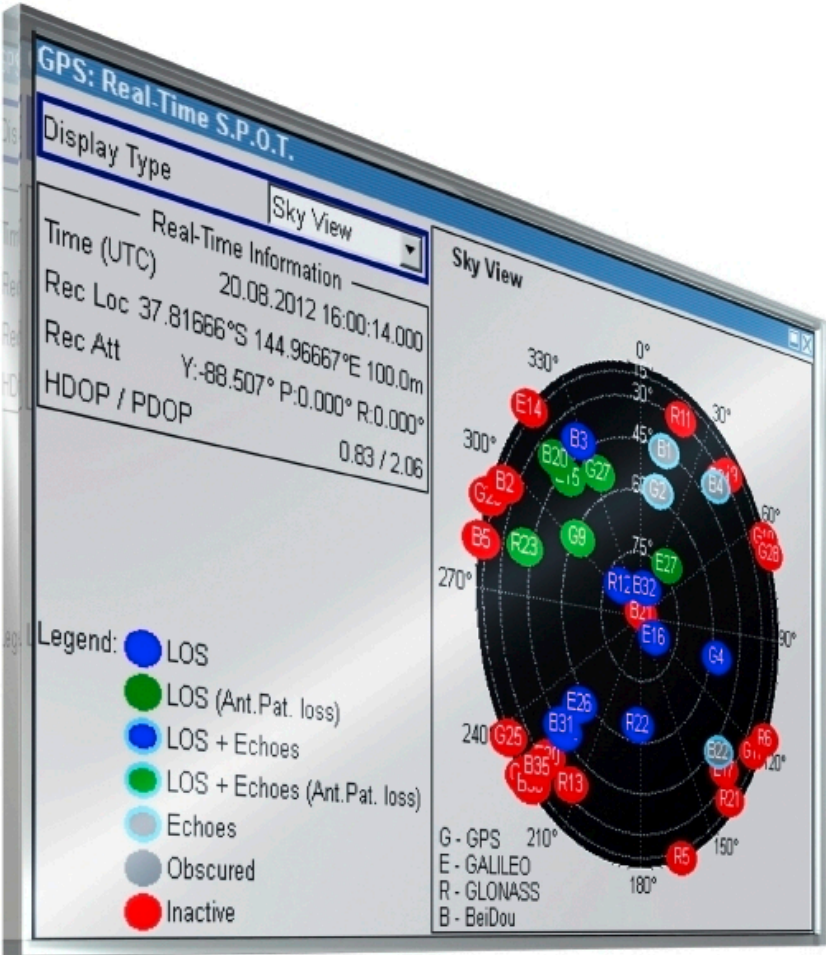 GPS: Real-Time S.P.O.T.
Display Type
Sky View
Real-Time Information
Time (UTC) 20.08.2012 16:00:14.000
Rec Loc 37.81666°S 144.96667°E 100.0m
Rec Att Y:-88.507° P:0.000° R:0.000°
HDOP / PDOP 0.83 / 2.06
Legend:
LOS
LOS (Ant.Pat. loss)
LOS + Echoes
LOS + Echoes (Ant.Pat. loss)
Echoes
Obscured
Inactive
Sky View
0°
15°
330° 30° 30°
E14 R11
B3 45° B1
300° B20 G27
B2 G2 B4
60°
B5 R23 G9 G28
75° E27
270° R12 E32
B21
E16 90°
G4
E26
B31 R22
240° G25 B22 R6
120°
B35 R13
R21
210° 150°
R5
180°
G - GPS
E - GALILEO
R - GLONASS
B - BeiDou